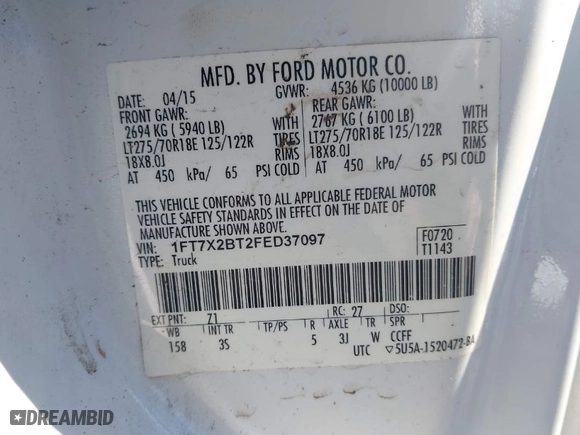 MFD. BY FORD MOTOR CO.
DATE: 04/15 GVWR: 4536 KG (10000 LB)
FRONT GAWR: REAR GAWR:
2694 KG ( 5940 LB) WITH 2767 KG ( 6100 LB) WITH
LT275/70R18E 125/122R TIRES LT275/70R18E 125/122R TIRES
18X8.0J RIMS 18X8.0J RIMS
AT 450 kPa/ 65 PSI COLD AT 450 kPa/ 65 PSI COLD
THIS VEHICLE CONFORMS TO ALL APPLICABLE FEDERAL MOTOR
VEHICLE SAFETY STANDARDS IN EFFECT ON THE DATE OF
MANUFACTURE SHOWN ABOVE.
VIN: 1FT7X2BT2FED37097 F0720
TYPE: Truck T1143
EXT PNT: Z1 RC: 27 DSO:
WB INT TR TP/PS R AXLE TR SPR
158 3S 5 3J W CCFF
UTC ▽5U5A-1520472-BA
DREAMBID